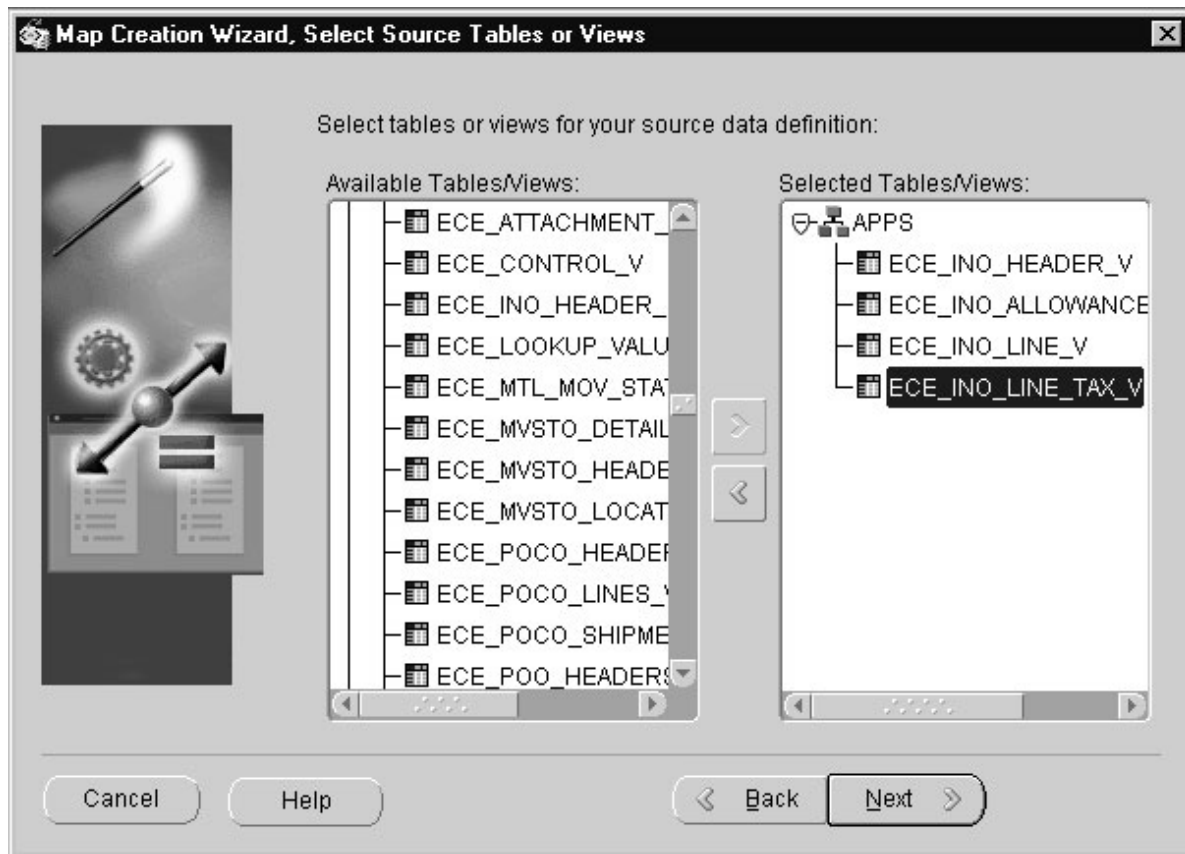 Map Creation Wizard, Select Source Tables or Views
Select tables or views for your source data definition:
Available Tables/Views:
ECE_ATTACHMENT_
ECE_CONTROL_V
ECE_INO_HEADER_
ECE_LOOKUP_VALU
ECE_MTL_MOV_STA
ECE_MVSTO_DETAIL
ECE_MVSTO_HEADE
ECE_MVSTO_LOCAT
ECE_POCO_HEADER
ECE_POCO_LINES_
ECE_POCO_SHIPME
ECE_POO_HEADERS
Selected Tables/Views:
APPS
ECE_INO_HEADER_V
ECE_INO_ALLOWANCE
ECE_INO_LINE_V
ECE_INO_LINE_TAX_V
Cancel
Help
Back
Next